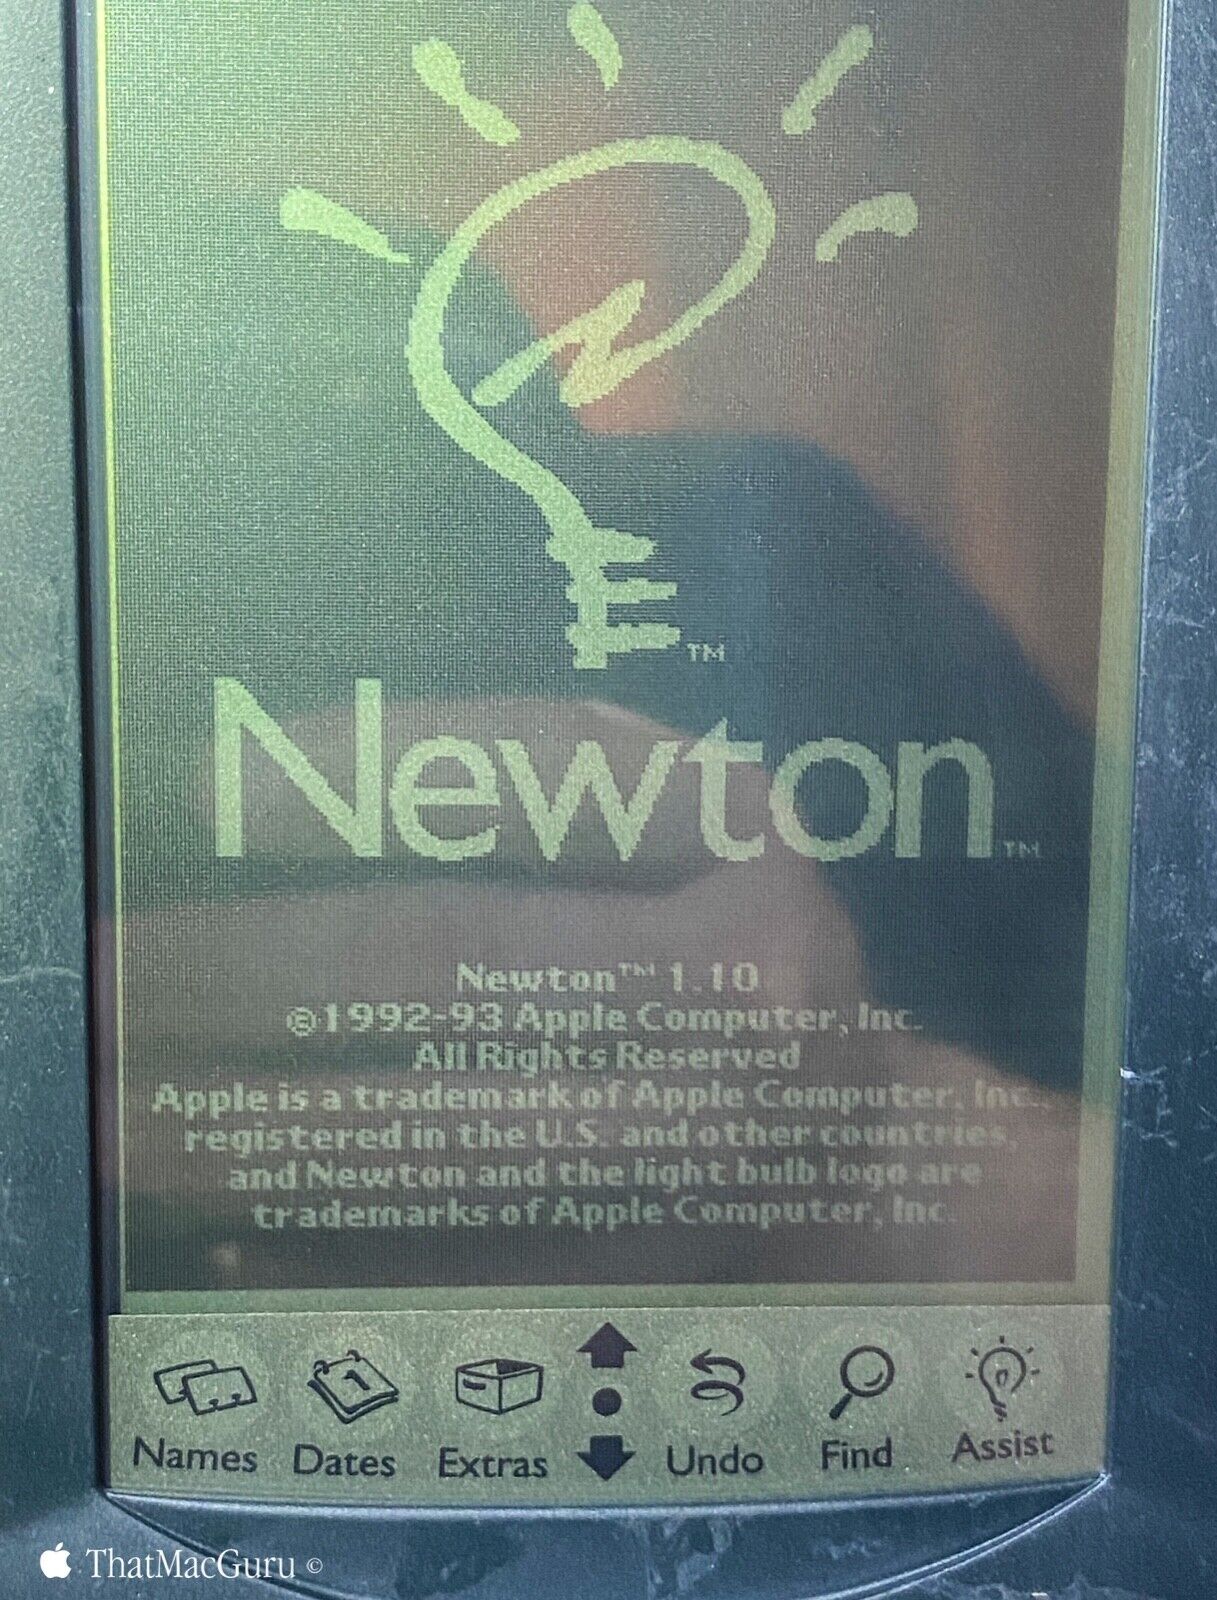 TM
Newton TM
Newton™ 1.10
©1992-93 Apple Computer, Inc.
All Rights Reserved
Apple is a trademark of Apple Computer, Inc.,
registered in the U.S. and other countries,
and Newton and the light bulb logo are
trademarks of Apple Computer, Inc.
1
Names Dates Extras Undo Find Assist
ThatMacGuru ©